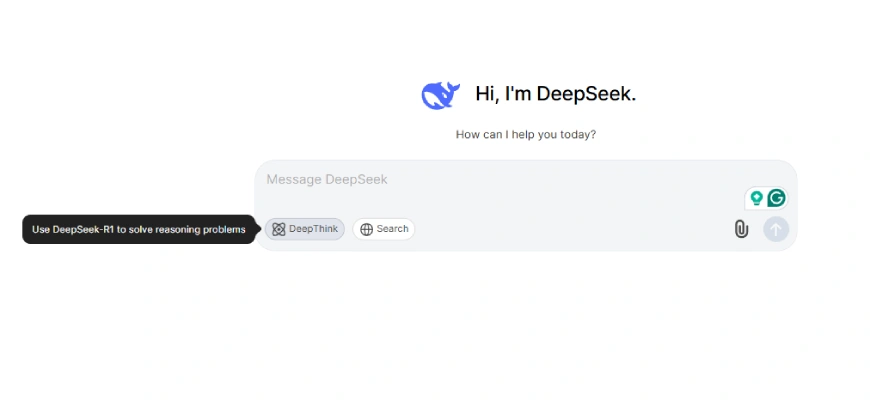 Hi, I'm DeepSeek.
How can I help you today?
Message DeepSeek
Use DeepSeek-R1 to solve reasoning problems
DeepThink
Search